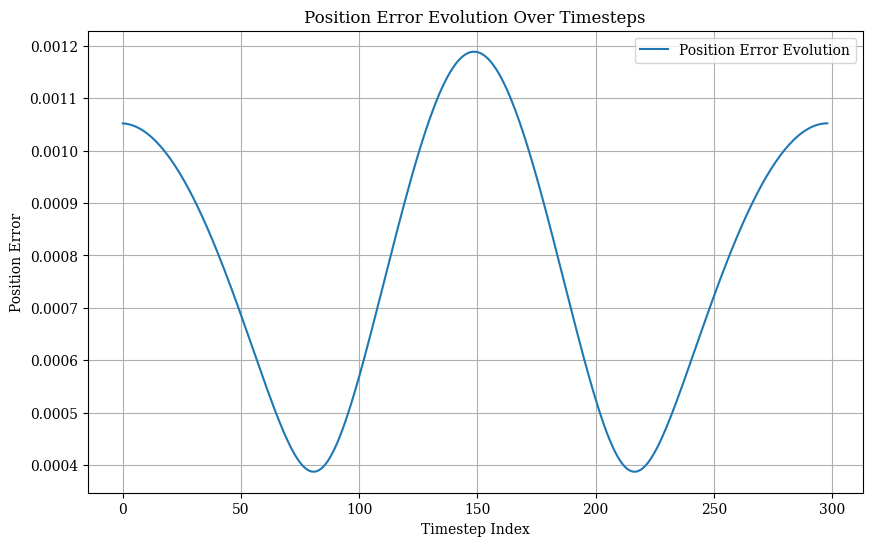 Position Error Evolution Over Timesteps
Position Error Evolution
0.0012
0.0011
0.0010
0.0009
0.0008
0.0007
0.0006
0.0005
0.0004
Position Error
0 50 100 150 200 250 300
Timestep Index